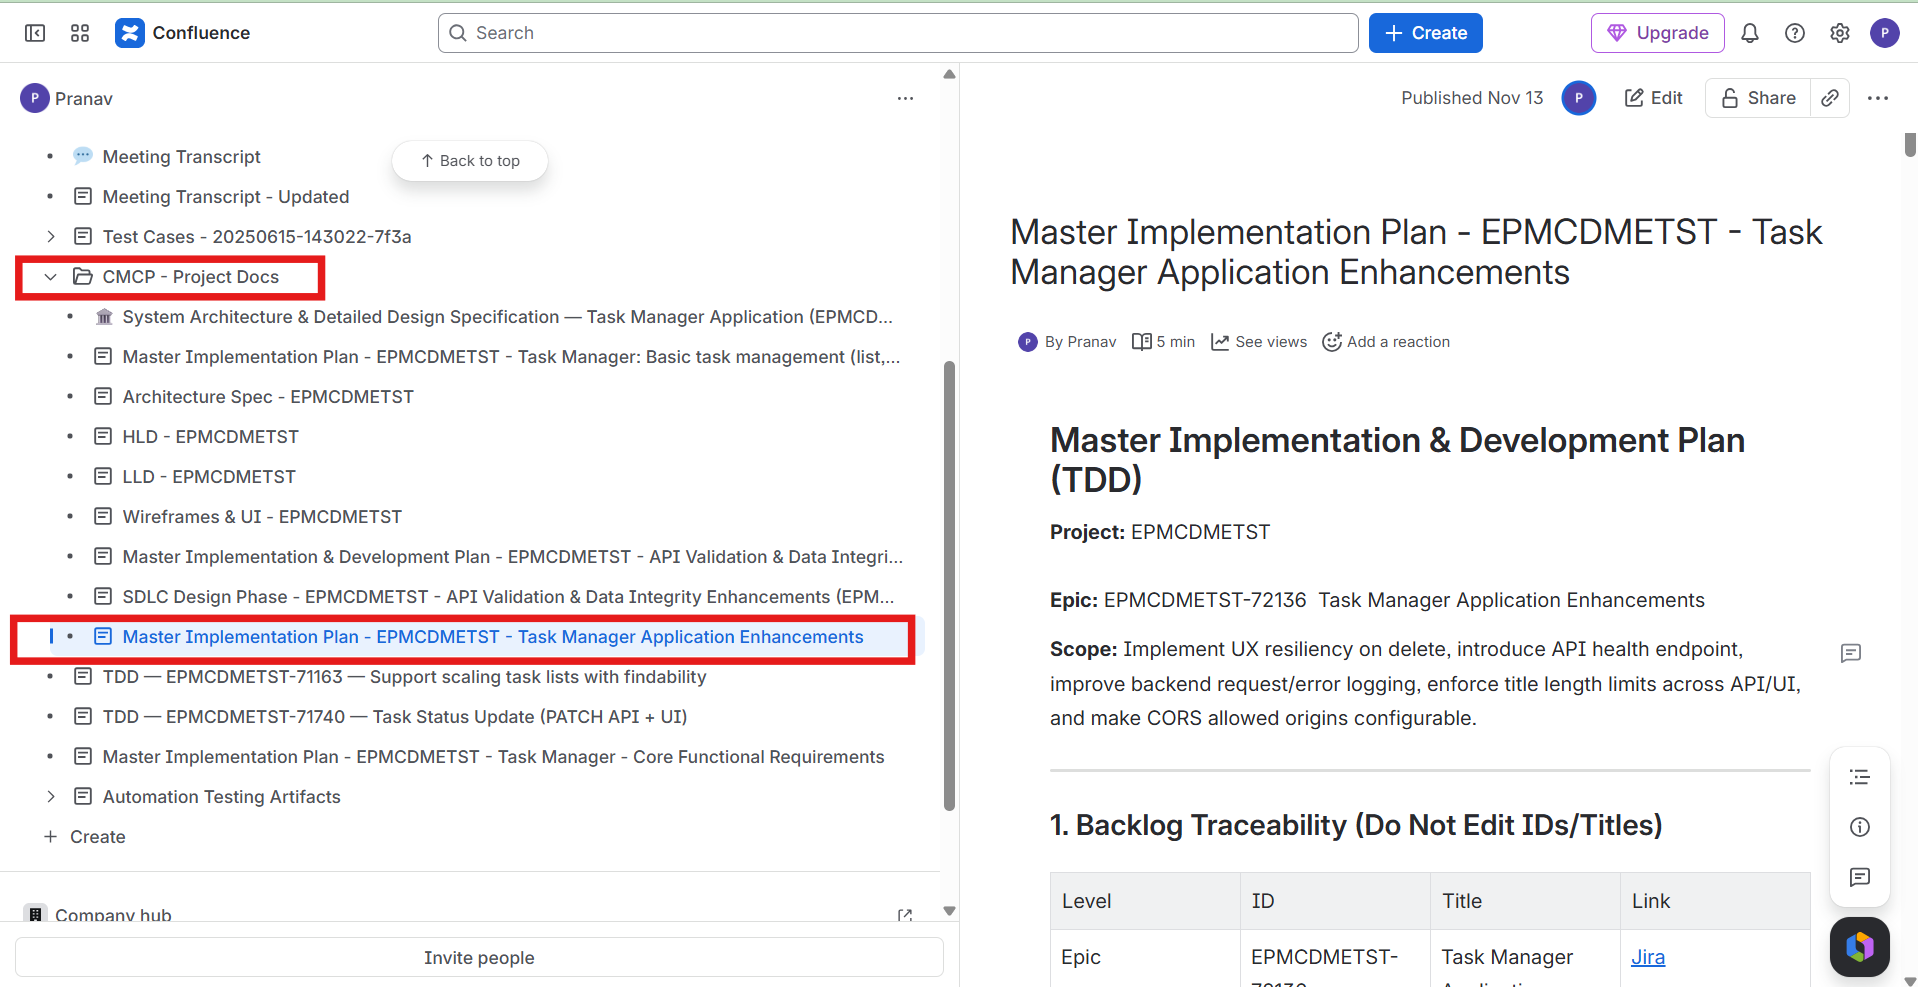 Confluence
Search
Create
Upgrade
P
P Pranav
Meeting Transcript
Back to top
Meeting Transcript - Updated
Test Cases - 20250615-143022-7f3a
CMCP - Project Docs
System Architecture & Detailed Design Specification — Task Manager Application (EPMCD...
Master Implementation Plan - EPMCDMETST - Task Manager: Basic task management (list,...
Architecture Spec - EPMCDMETST
HLD - EPMCDMETST
LLD - EPMCDMETST
Wireframes & UI - EPMCDMETST
Master Implementation & Development Plan - EPMCDMETST - API Validation & Data Integri...
SDLC Design Phase - EPMCDMETST - API Validation & Data Integrity Enhancements (EPM...
Master Implementation Plan - EPMCDMETST - Task Manager Application Enhancements
TDD — EPMCDMETST-71163 — Support scaling task lists with findability
TDD — EPMCDMETST-71740 — Task Status Update (PATCH API + UI)
Master Implementation Plan - EPMCDMETST - Task Manager - Core Functional Requirements
Automation Testing Artifacts
Create
Company hub
Invite people
Published Nov 13
P
Edit
Share
Master Implementation Plan - EPMCDMETST - Task
Manager Application Enhancements
P By Pranav 5 min See views Add a reaction
Master Implementation & Development Plan
(TDD)
Project: EPMCDMETST
Epic: EPMCDMETST-72136 Task Manager Application Enhancements
Scope: Implement UX resiliency on delete, introduce API health endpoint,
improve backend request/error logging, enforce title length limits across API/UI,
and make CORS allowed origins configurable.
1. Backlog Traceability (Do Not Edit IDs/Titles)
Level ID Title Link
Epic EPMCDMETST- Task Manager Jira